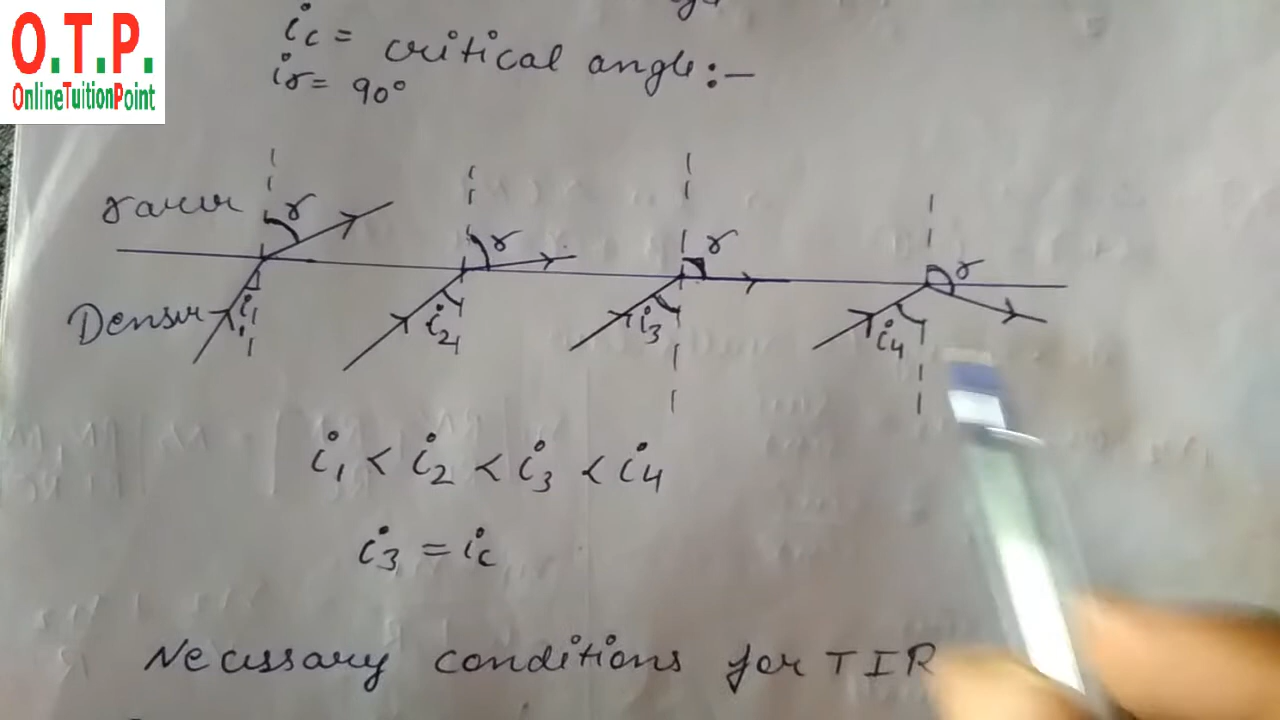 O.T.P.
OnlineTuitionPoint
ic = critical angle:-
ir = 90°
rarer
r
r
r
r
Denser
i1
i2
i3
i4
i1 < i2 < i3 < i4
i3 = ic
Necessary conditions for TIR